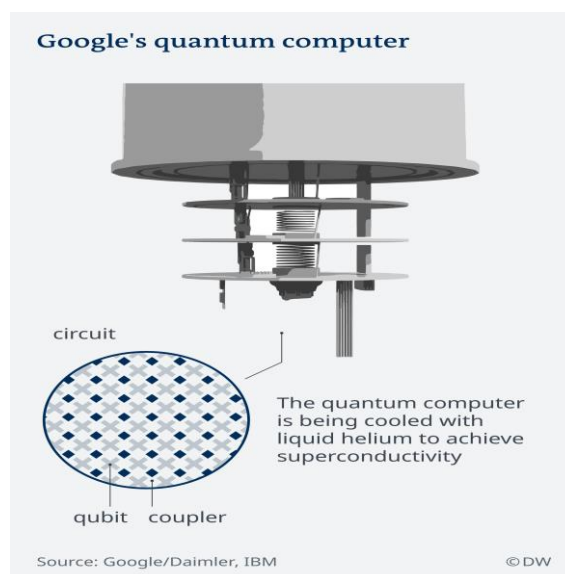 Google's quantum computer
circuit
The quantum computer
is being cooled with
liquid helium to achieve
superconductivity
qubit coupler
Source: Google/Daimler, IBM
©DW